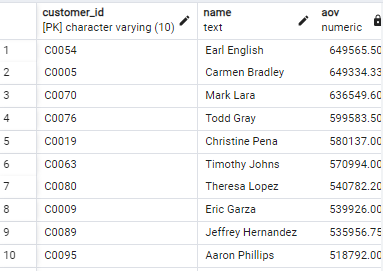 customer_id name aov
[PK] character varying (10) text numeric
1 C0054 Earl English 649565.50
2 C0005 Carmen Bradley 649334.33
3 C0070 Mark Lara 636549.60
4 C0076 Todd Gray 599583.50
5 C0019 Christine Pena 580137.00
6 C0063 Timothy Johns 570994.00
7 C0080 Theresa Lopez 540782.20
8 C0009 Eric Garza 539926.00
9 C0089 Jeffrey Hernandez 535956.75
10 C0095 Aaron Phillips 518792.00